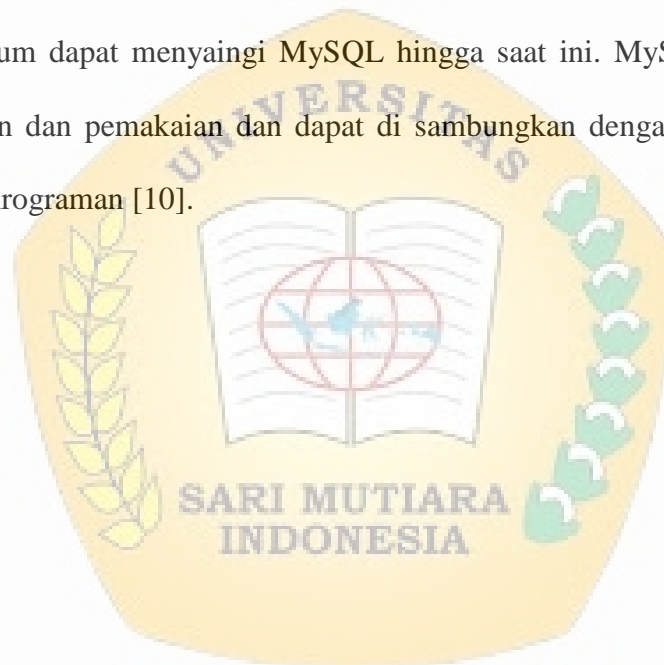 um dapat menyaingi MySQL hingga saat ini. MyS
n dan pemakaian dan dapat di sambungkan denga
rograman [10].
UNIVERSITAS
SARI MUTIARA
INDONESIA